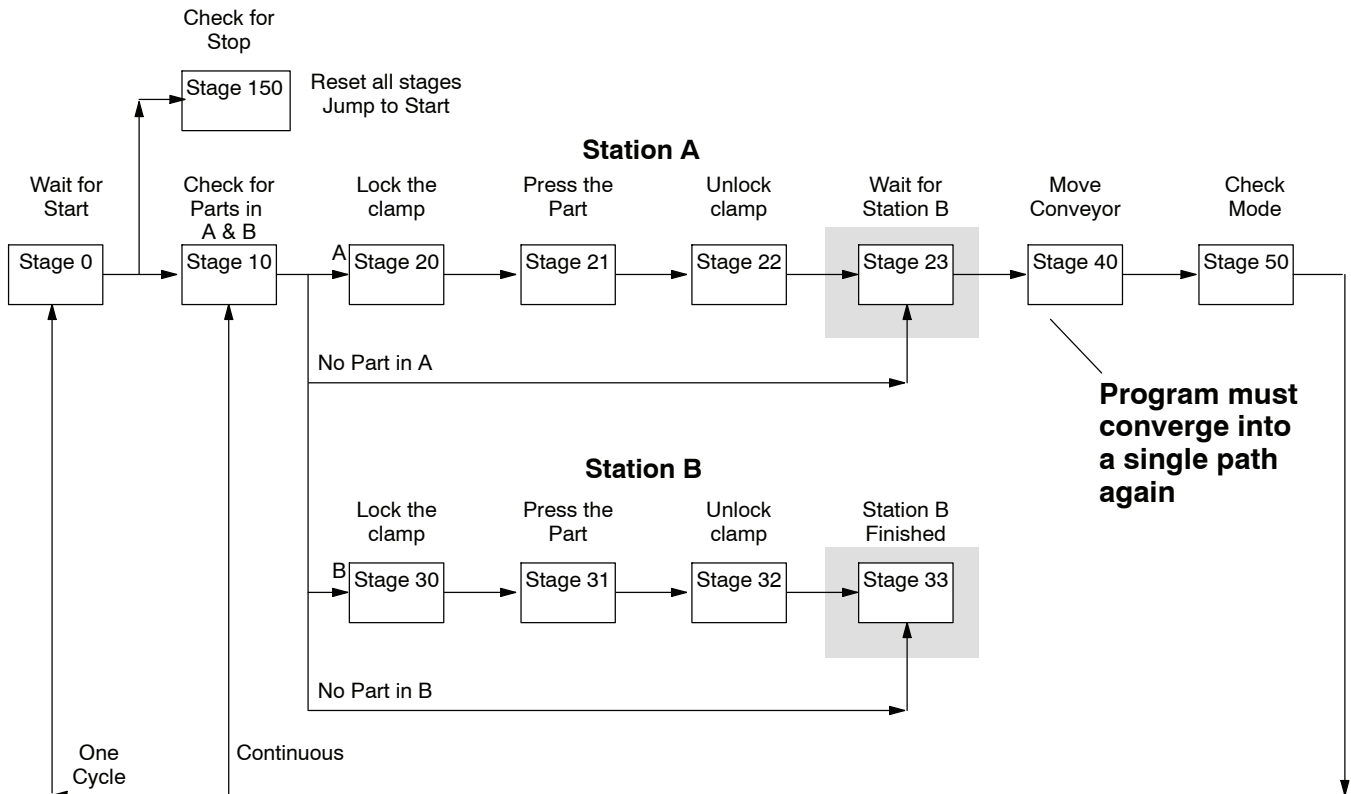 Check for
Stop
Stage 150
Reset all stages
Jump to Start
Station A
Wait for
Start
Check for
Parts in
A & B
Lock the
clamp
Press the
Part
Unlock
clamp
Wait for
Station B
Move
Conveyor
Check
Mode
Stage 0
Stage 10
A
Stage 20
Stage 21
Stage 22
Stage 23
Stage 40
Stage 50
No Part in A
Program must
converge into
a single path
again
Station B
Lock the
clamp
Press the
Part
Unlock
clamp
Station B
Finished
B
Stage 30
Stage 31
Stage 32
Stage 33
No Part in B
One
Cycle
Continuous